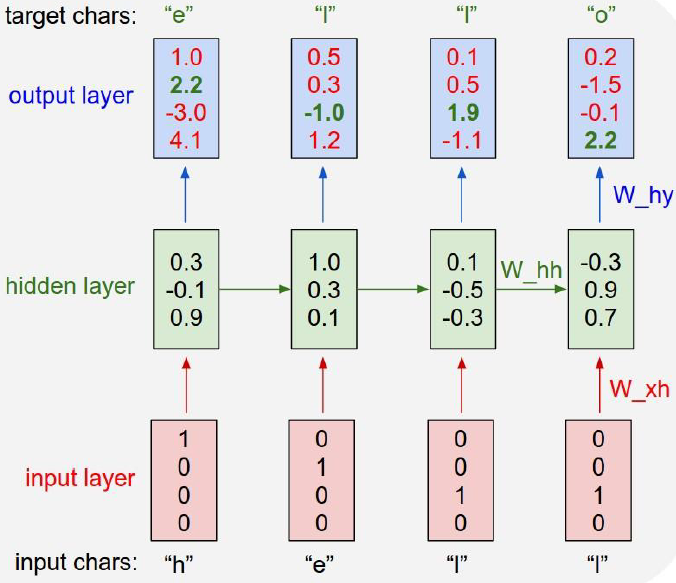 target chars: “e” “l” “l” “o”
output layer
1.0 0.5 0.1 0.2
2.2 0.3 0.5 -1.5
-3.0 -1.0 1.9 -0.1
4.1 1.2 -1.1 2.2
W_hy
hidden layer
0.3 1.0 0.1 -0.3
-0.1 0.3 -0.5 0.9
0.9 0.1 -0.3 0.7
W_hh
W_xh
input layer
1 0 0 0
0 1 0 0
0 0 1 1
0 0 0 0
input chars: “h” “e” “l” “l”